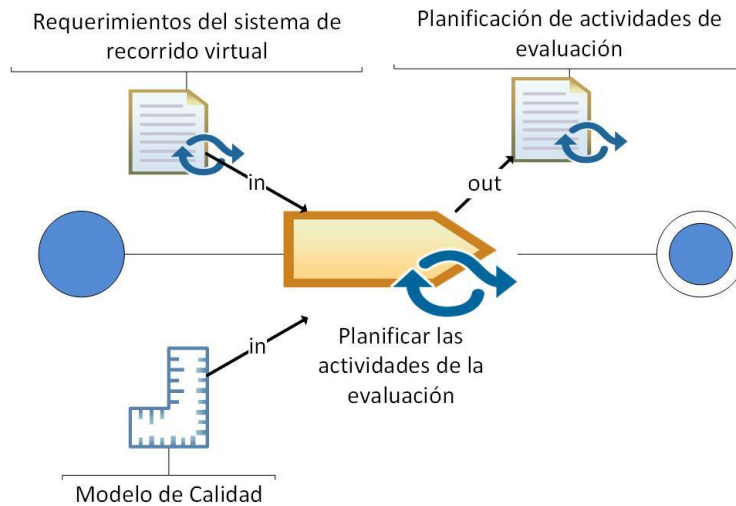 Requerimientos del sistema de
recorrido virtual
Planificación de actividades de
evaluación
in
out
in
Planificar las
actividades de la
evaluación
Modelo de Calidad